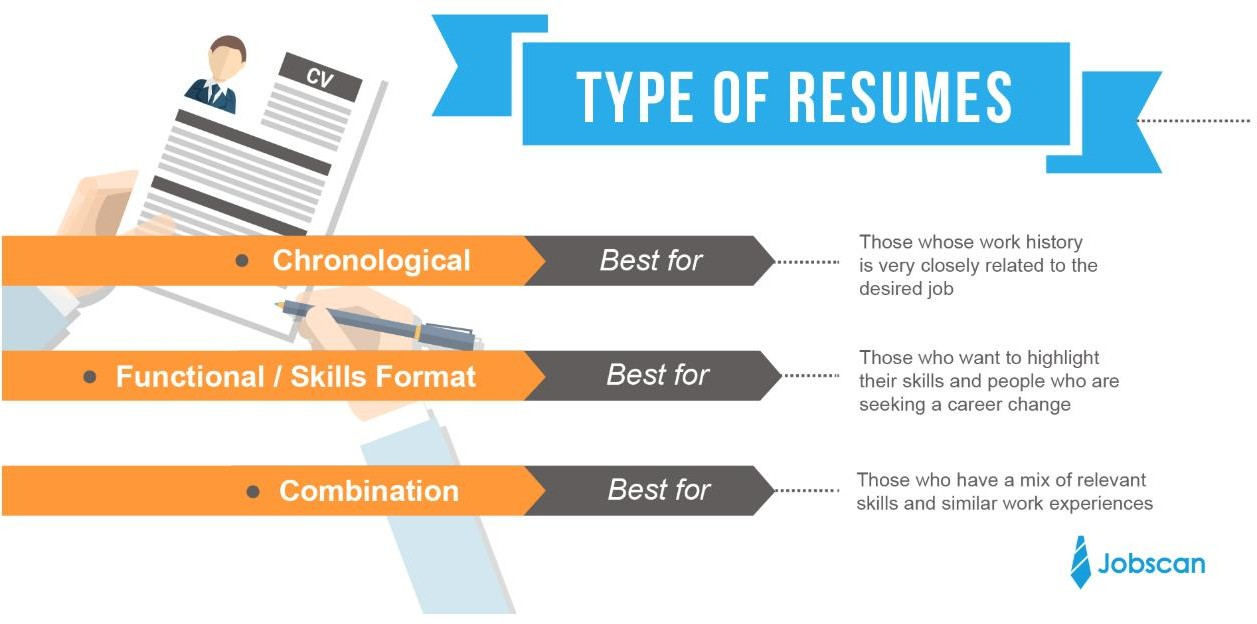 CV
TYPE OF RESUMES
Chronological
Best for
Those whose work history
is very closely related to the
desired job
Functional / Skills Format
Best for
Those who want to highlight
their skills and people who are
seeking a career change
Combination
Best for
Those who have a mix of relevant
skills and similar work experiences
Jobscan